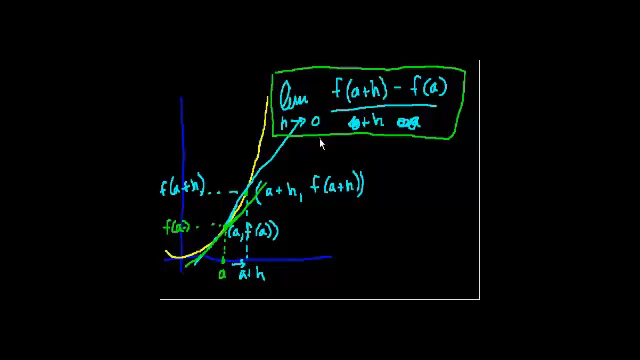 lim f(a+h) - f(a)
h→0 +h
f(a+h) (a+h, f(a+h))
f(a) (a, f(a))
a a+h